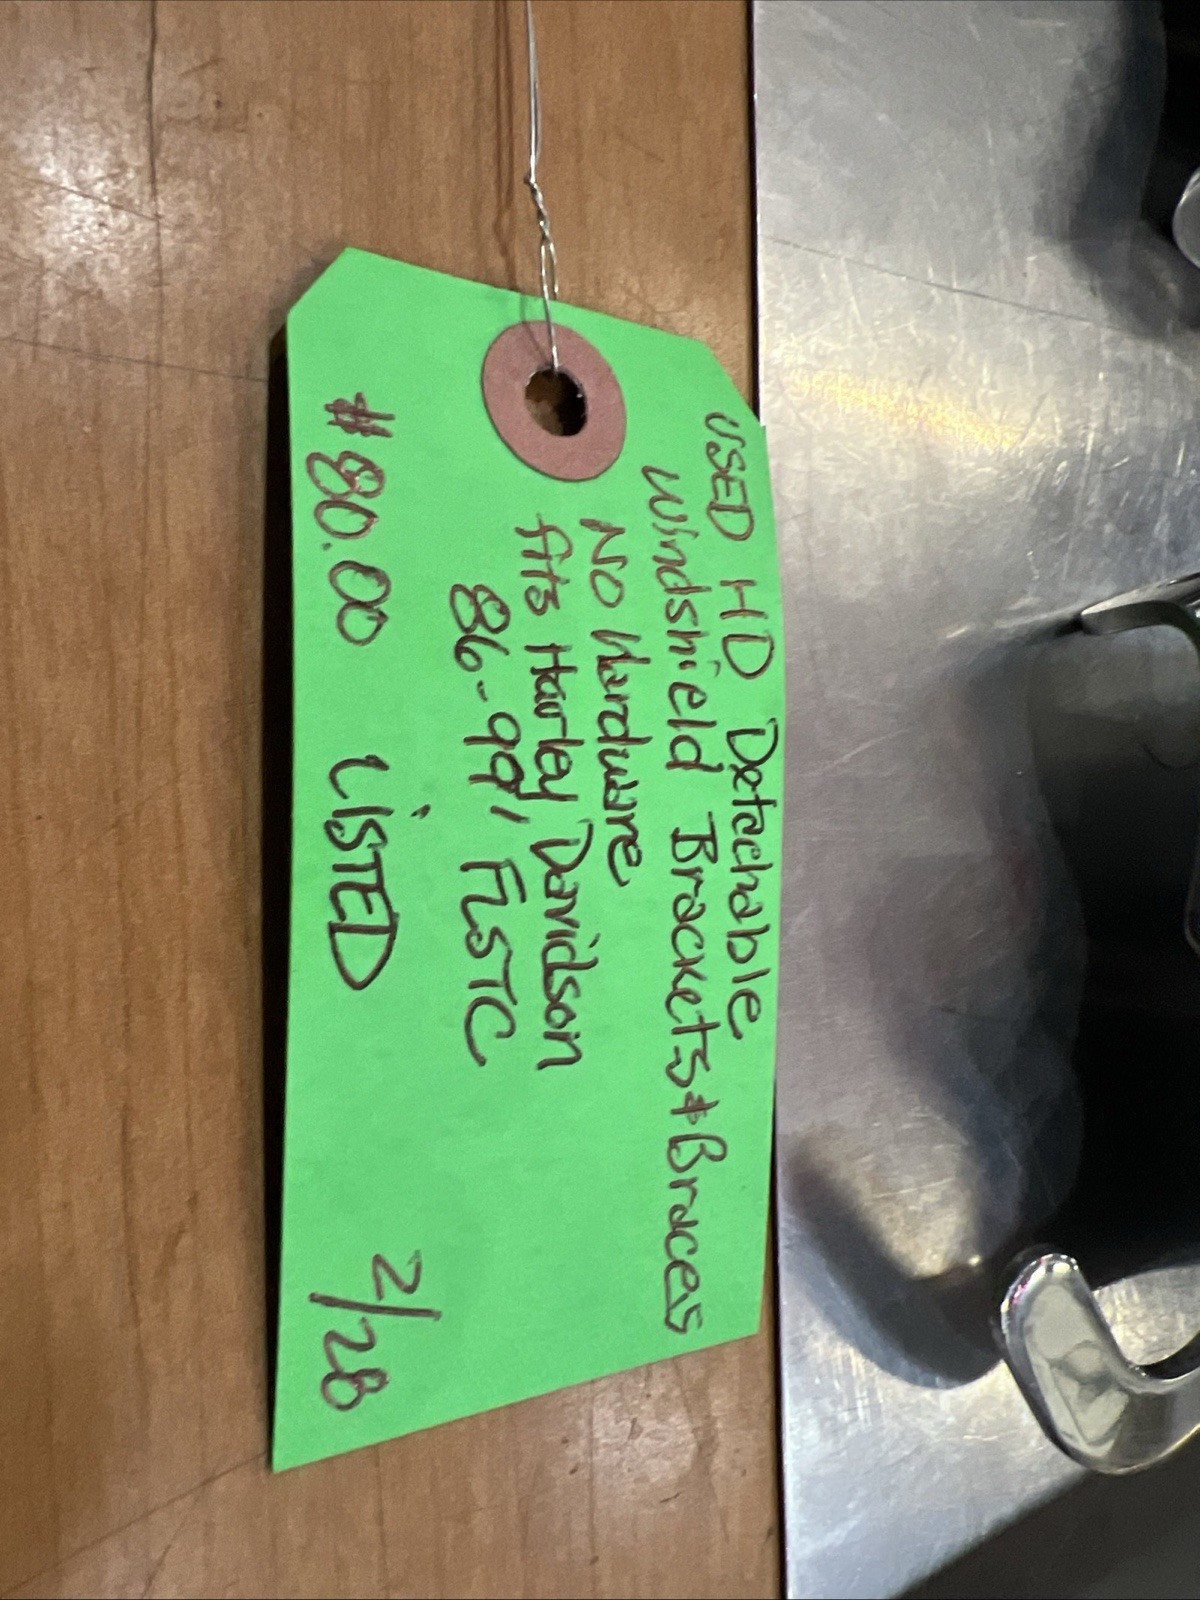 USED HD Detachable
Windshield Brackets & Braces
No Hardware
fits Harley Davidson
86-99, FLSTC
#80.00 LiSTED 2/28